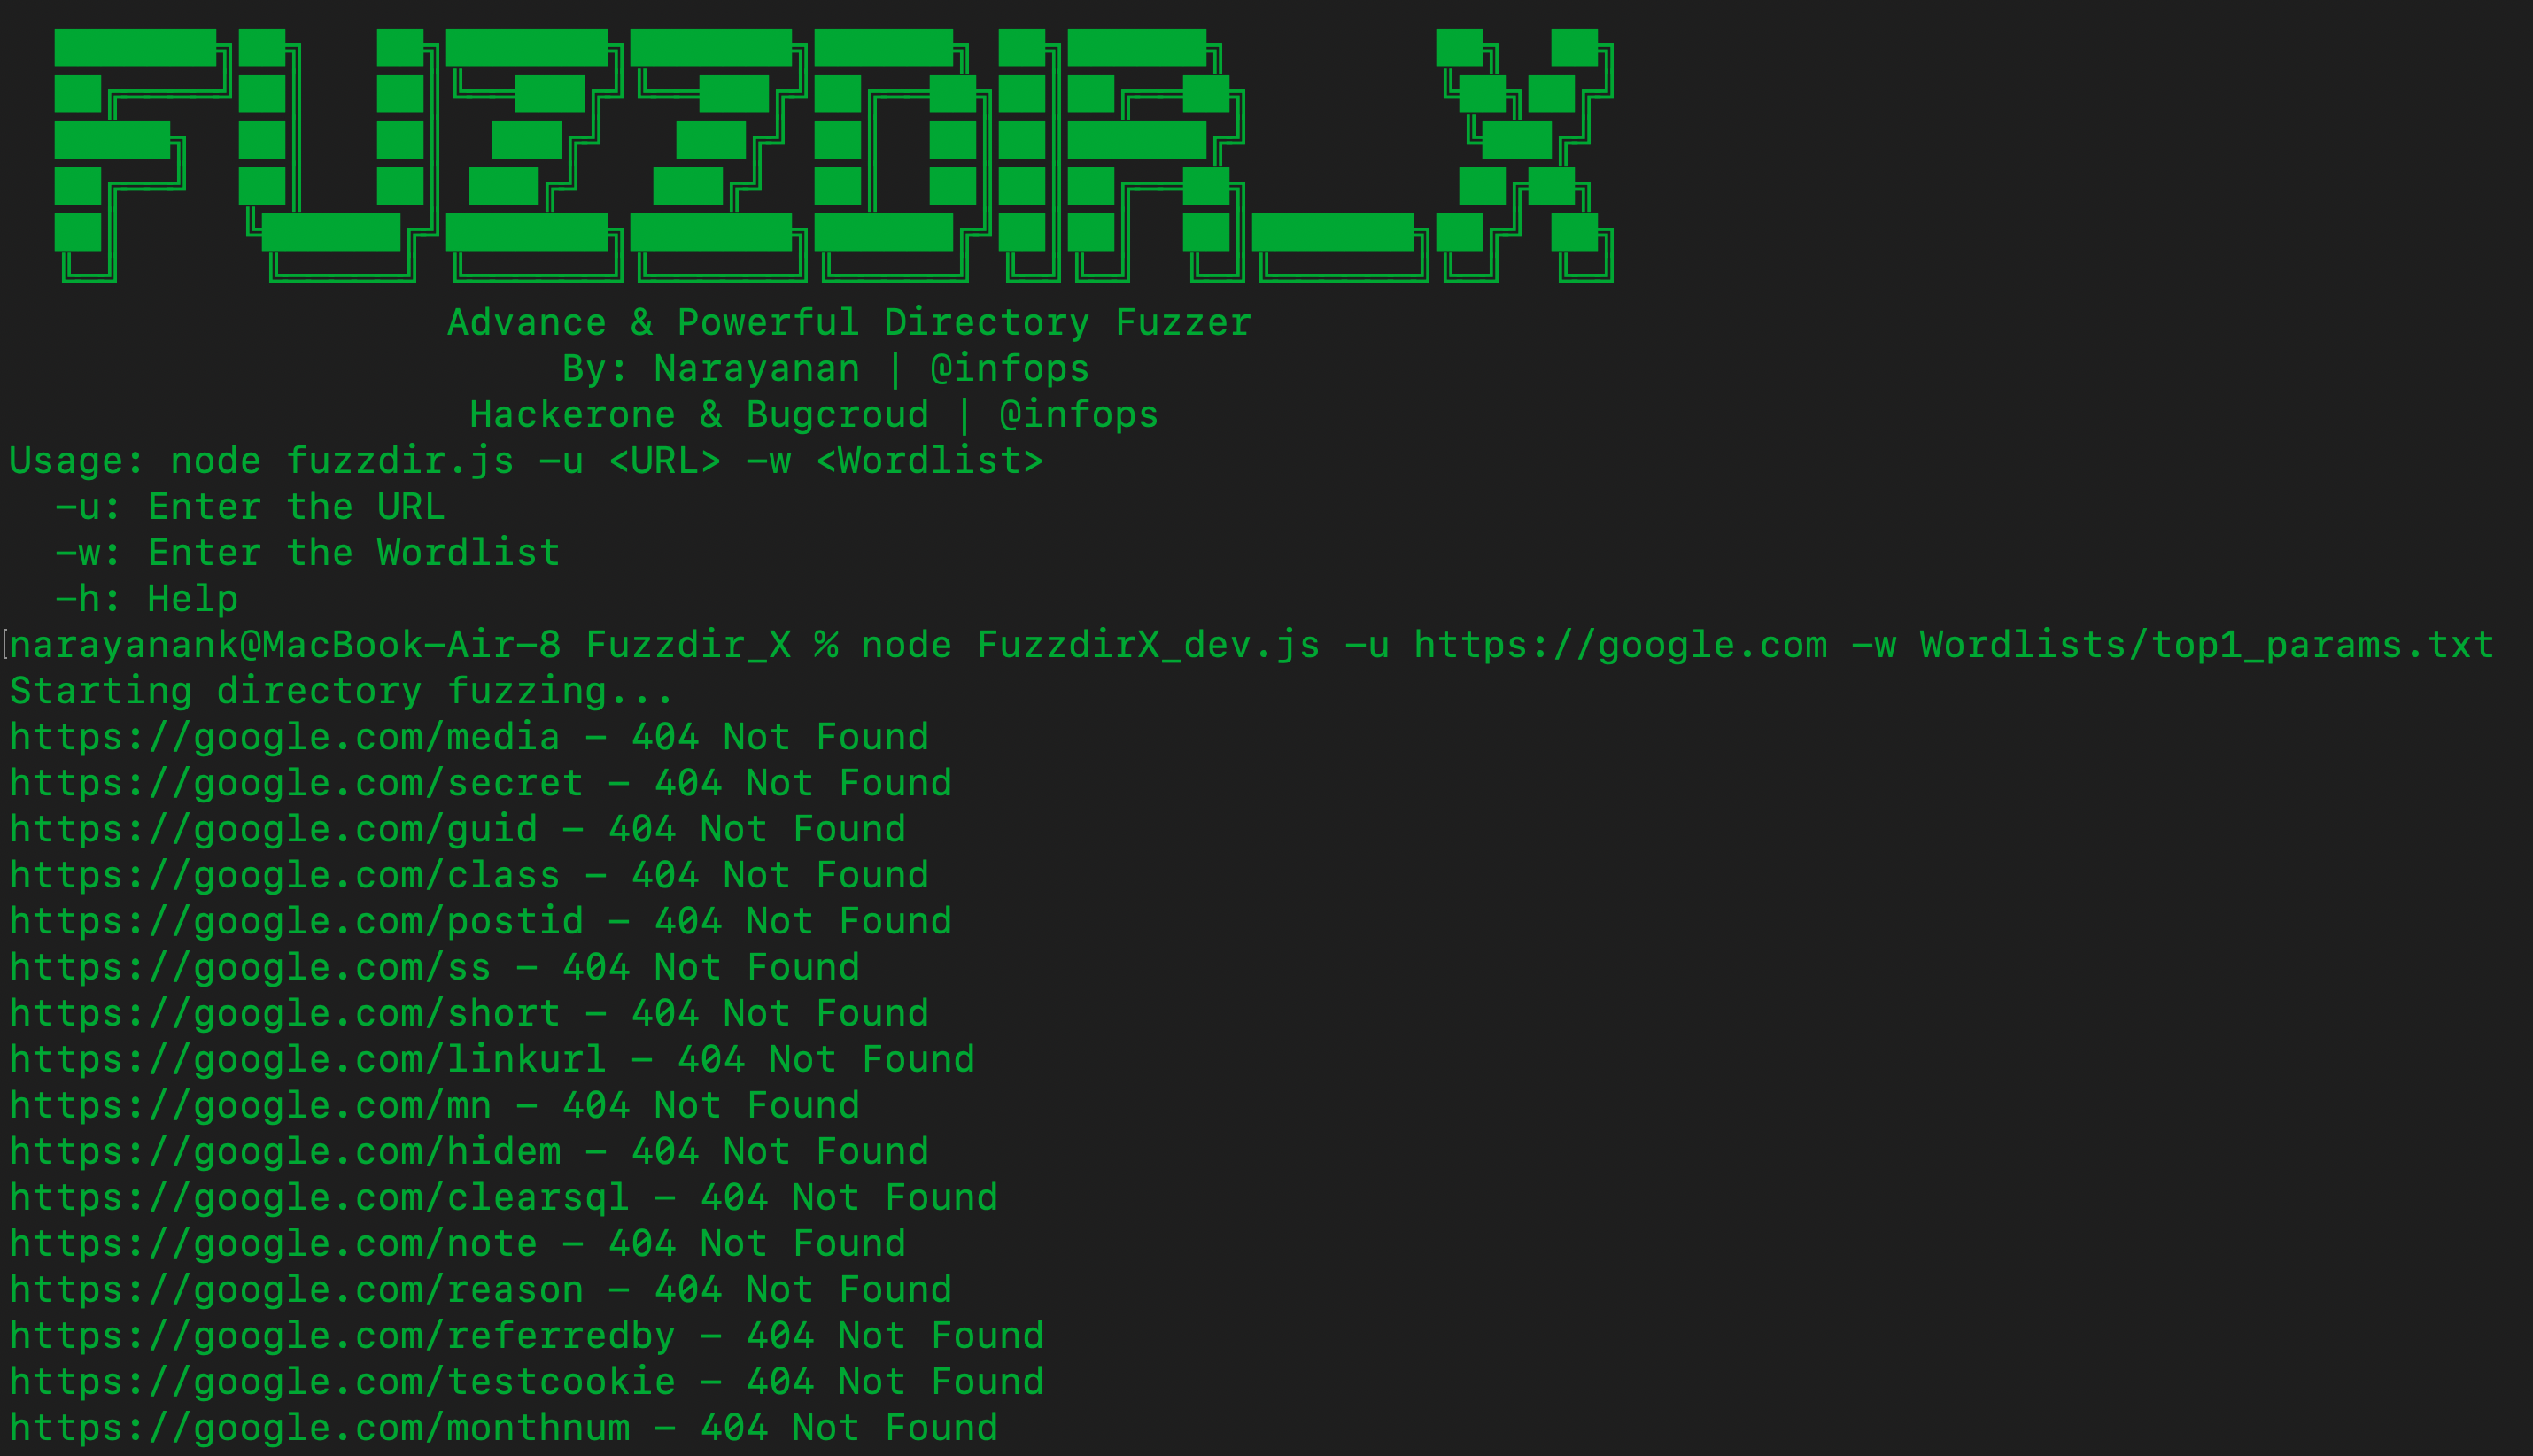 FUZZDIR_X
Advance & Powerful Directory Fuzzer
By: Narayanan | @infops
Hackerone & Bugcroud | @infops
Usage: node fuzzdir.js -u <URL> -w <Wordlist>
-u: Enter the URL
-w: Enter the Wordlist
-h: Help
narayanank@MacBook-Air-8 Fuzzdir_X % node FuzzdirX_dev.js -u https://google.com -w Wordlists/top1_params.txt
Starting directory fuzzing...
https://google.com/media - 404 Not Found
https://google.com/secret - 404 Not Found
https://google.com/guid - 404 Not Found
https://google.com/class - 404 Not Found
https://google.com/postid - 404 Not Found
https://google.com/ss - 404 Not Found
https://google.com/short - 404 Not Found
https://google.com/linkurl - 404 Not Found
https://google.com/mn - 404 Not Found
https://google.com/hidem - 404 Not Found
https://google.com/clearsql - 404 Not Found
https://google.com/note - 404 Not Found
https://google.com/reason - 404 Not Found
https://google.com/referredby - 404 Not Found
https://google.com/testcookie - 404 Not Found
https://google.com/monthnum - 404 Not Found